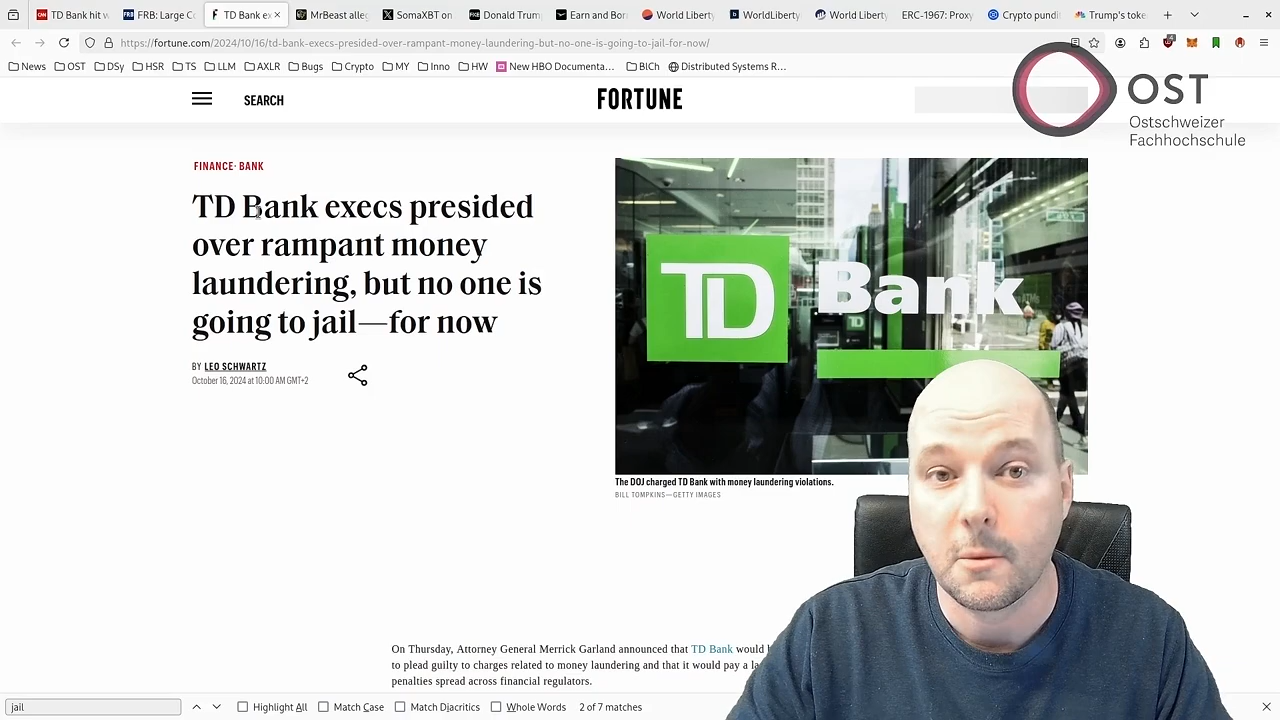 TD Bank hit w
FRB: Large C
TD Bank ex
MrBeast alleg
SomaXBT on
Donald Trum
Earn and Bor
World Libert
WorldLiberty
World Libert
ERC-1967: Proxy
Crypto pundi
Trump's toke
https://fortune.com/2024/10/16/td-bank-execs-presided-over-rampant-money-laundering-but-no-one-is-going-to-jail-for-now/
News OST DSy HSR TS LLM AXLR Bugs Crypto MY Inno HW New HBO Documenta... BICh Distributed Systems R...
SEARCH
FORTUNE
OST
Ostschweizer
Fachhochschule
FINANCE· BANK
TD Bank execs presided
over rampant money
laundering, but no one is
going to jail—for now
BY LEO SCHWARTZ
October 16, 2024 at 10:00 AM GMT+2
TD Bank
The DOJ charged TD Bank with money laundering violations.
BILL TOMPKINS—GETTY IMAGES
On Thursday, Attorney General Merrick Garland announced that TD Bank would
to plead guilty to charges related to money laundering and that it would pay a
penalties spread across financial regulators.
jail
Highlight All
Match Case
Match Diacritics
Whole Words
2 of 7 matches